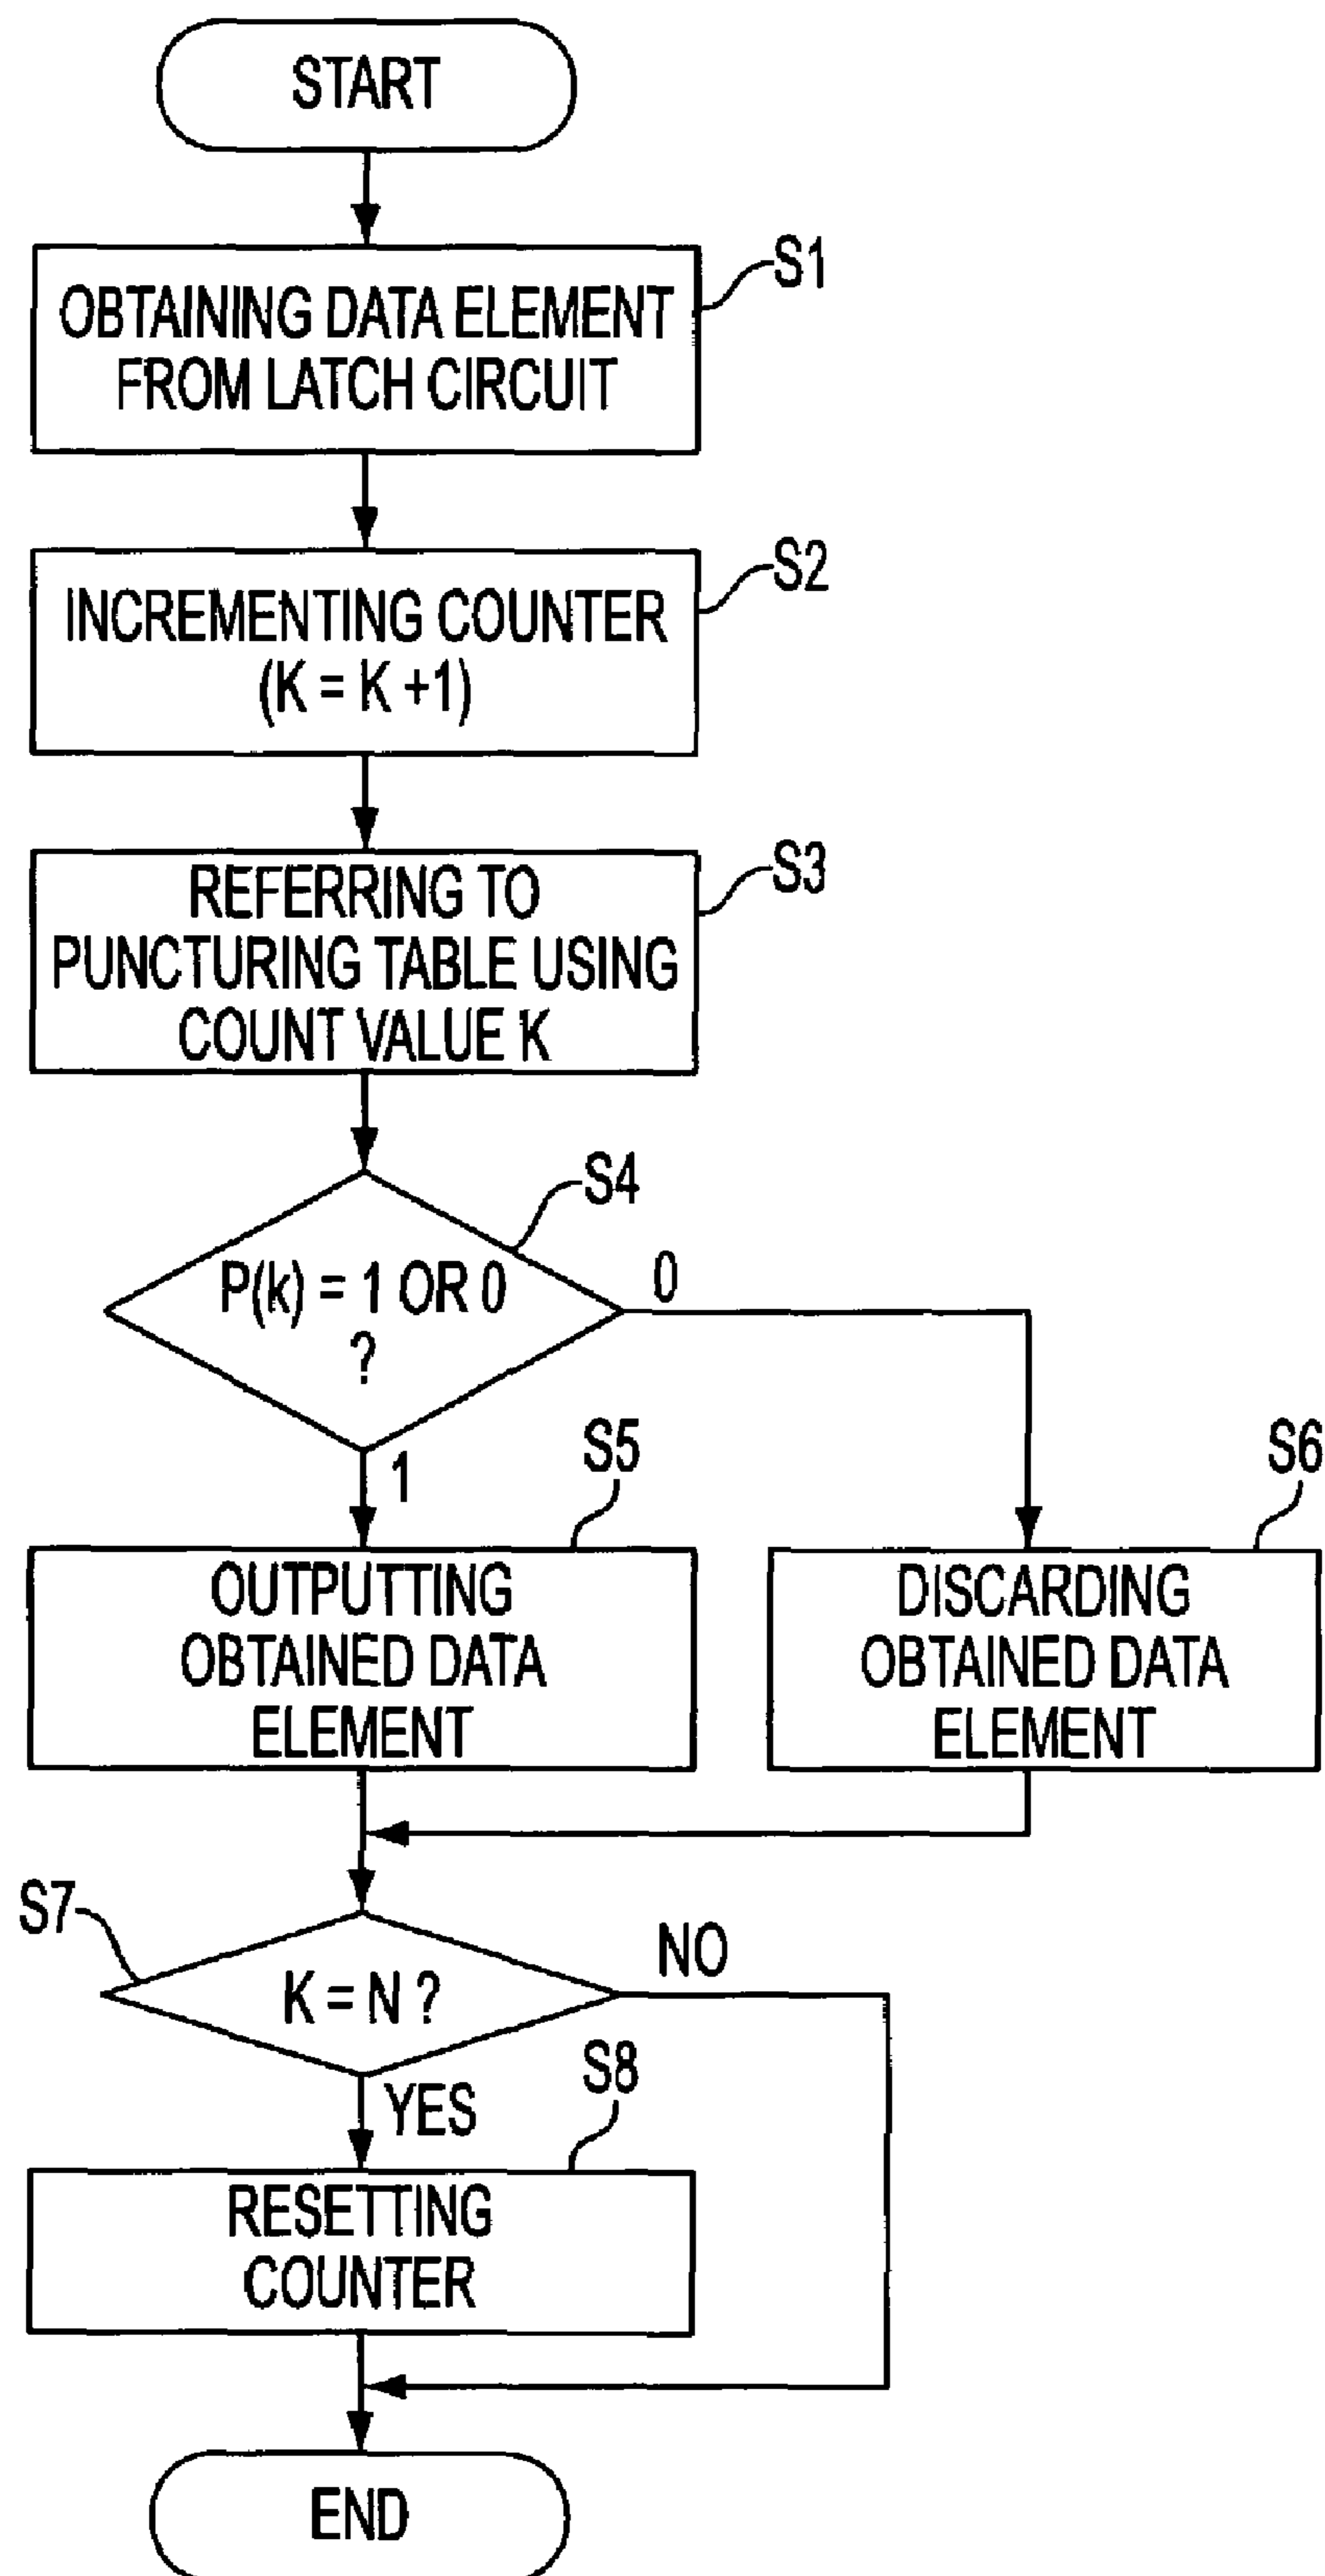 START
S1
OBTAINING DATA ELEMENT
FROM LATCH CIRCUIT
S2
INCREMENTING COUNTER
(K = K +1)
S3
REFERRING TO
PUNCTURING TABLE USING
COUNT VALUE K
S4
P(k) = 1 OR 0
?
0
1
S5
OUTPUTTING
OBTAINED DATA
ELEMENT
S6
DISCARDING
OBTAINED DATA
ELEMENT
S7
K = N ?
NO
YES
S8
RESETTING
COUNTER
END